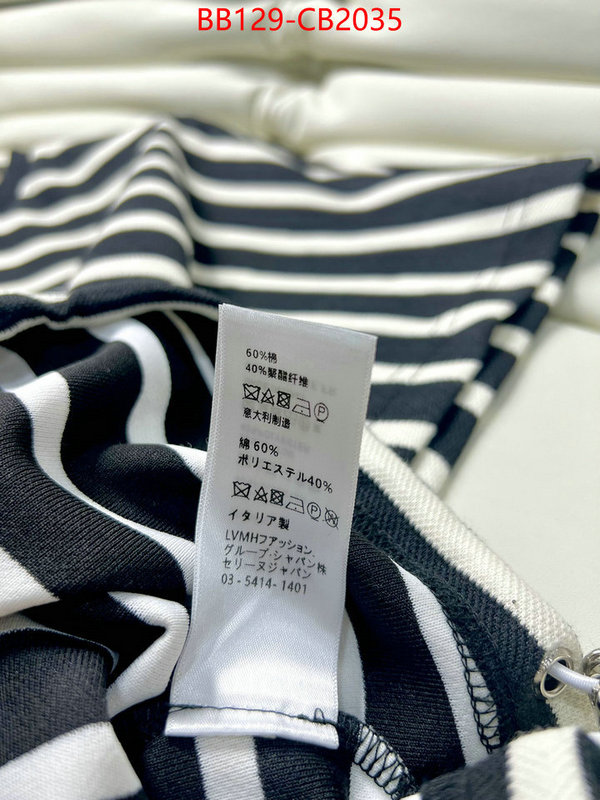 BB129-CB2035
60%棉
40%聚酯纤维
意大利制造
綿 60%
ポリエステル40%
イタリア製
LVMHファッション.
グループ·ジャパン㈱
セリーヌジャパン
03-5414-1401